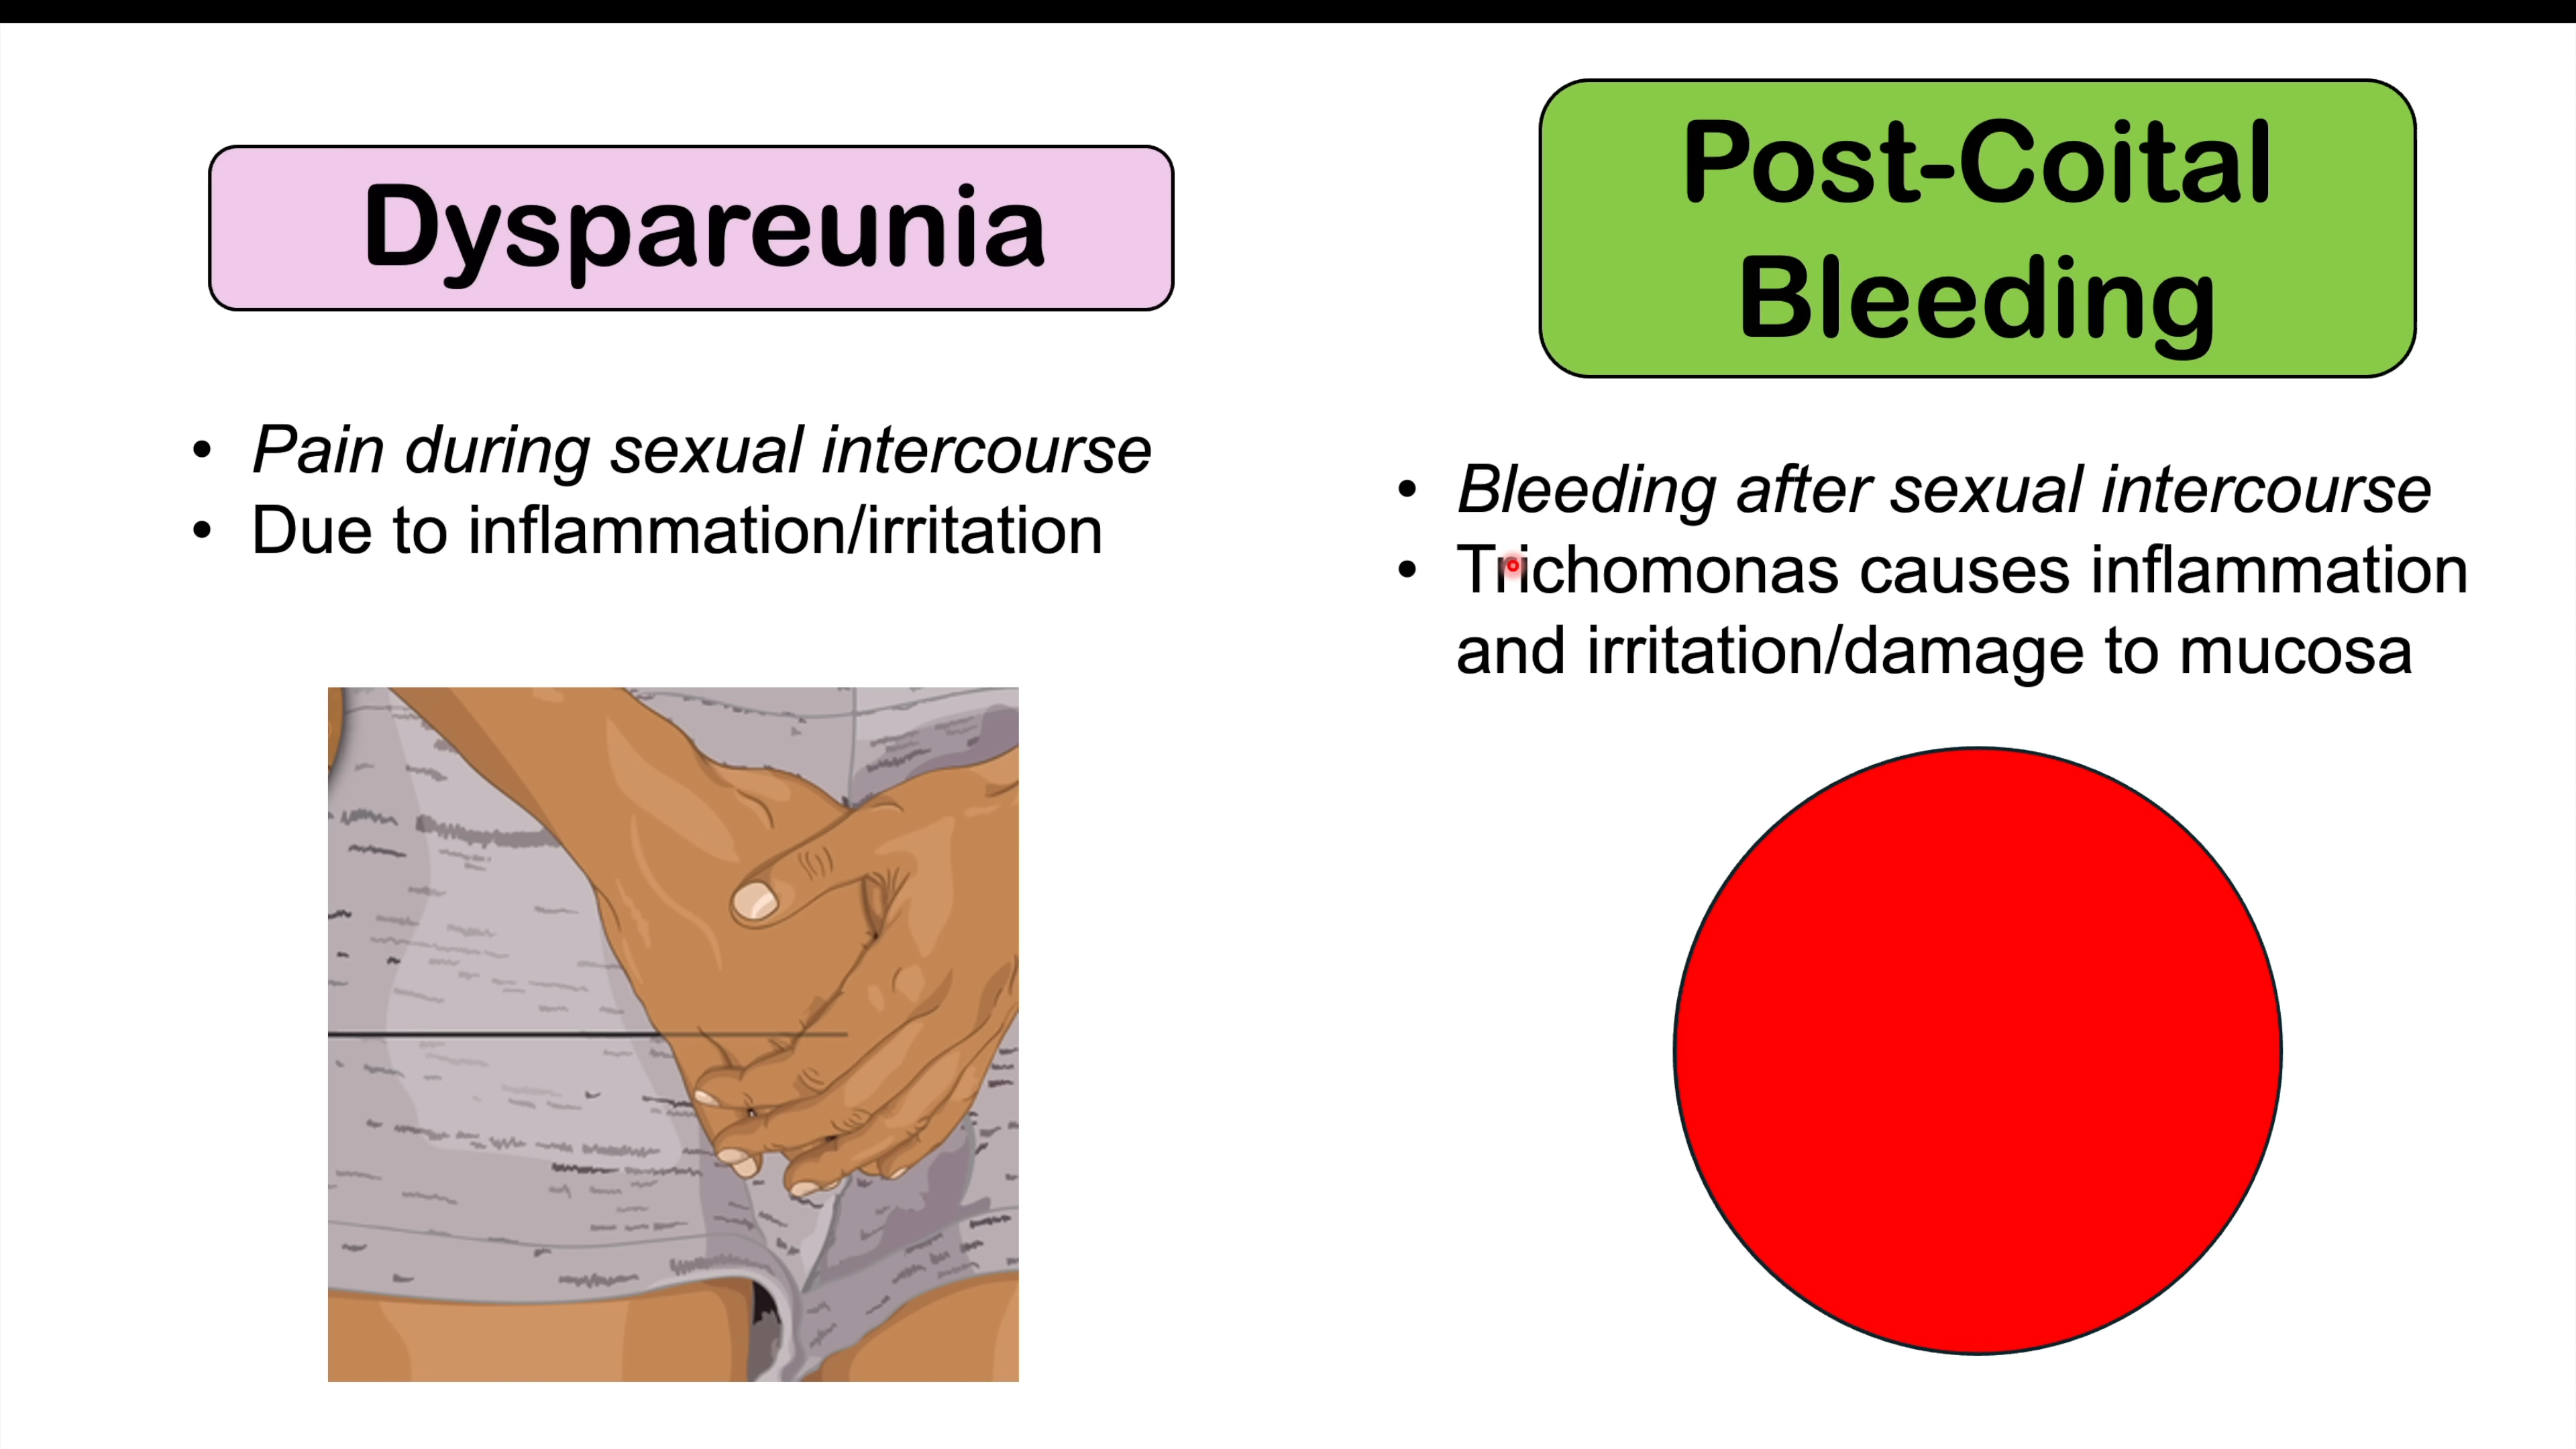 Dyspareunia
• Pain during sexual intercourse
• Due to inflammation/irritation
Post-Coital
Bleeding
• Bleeding after sexual intercourse
• Trichomonas causes inflammation
and irritation/damage to mucosa